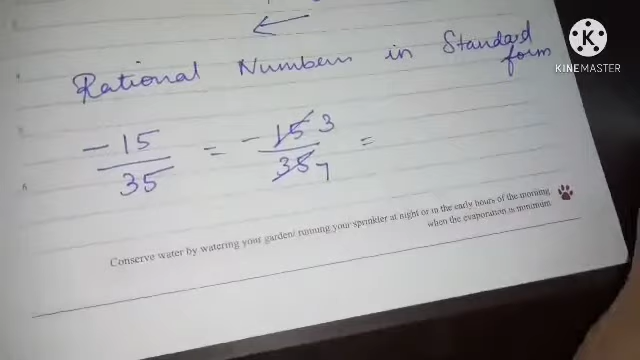 Rational Numbers in Standard
form
-15/35 = -15 3/35 7 =
Conserve water by watering your garden/ running your sprinkler at night or in the early hours of the morning
when the evaporation is minimum
K
KINEMASTER